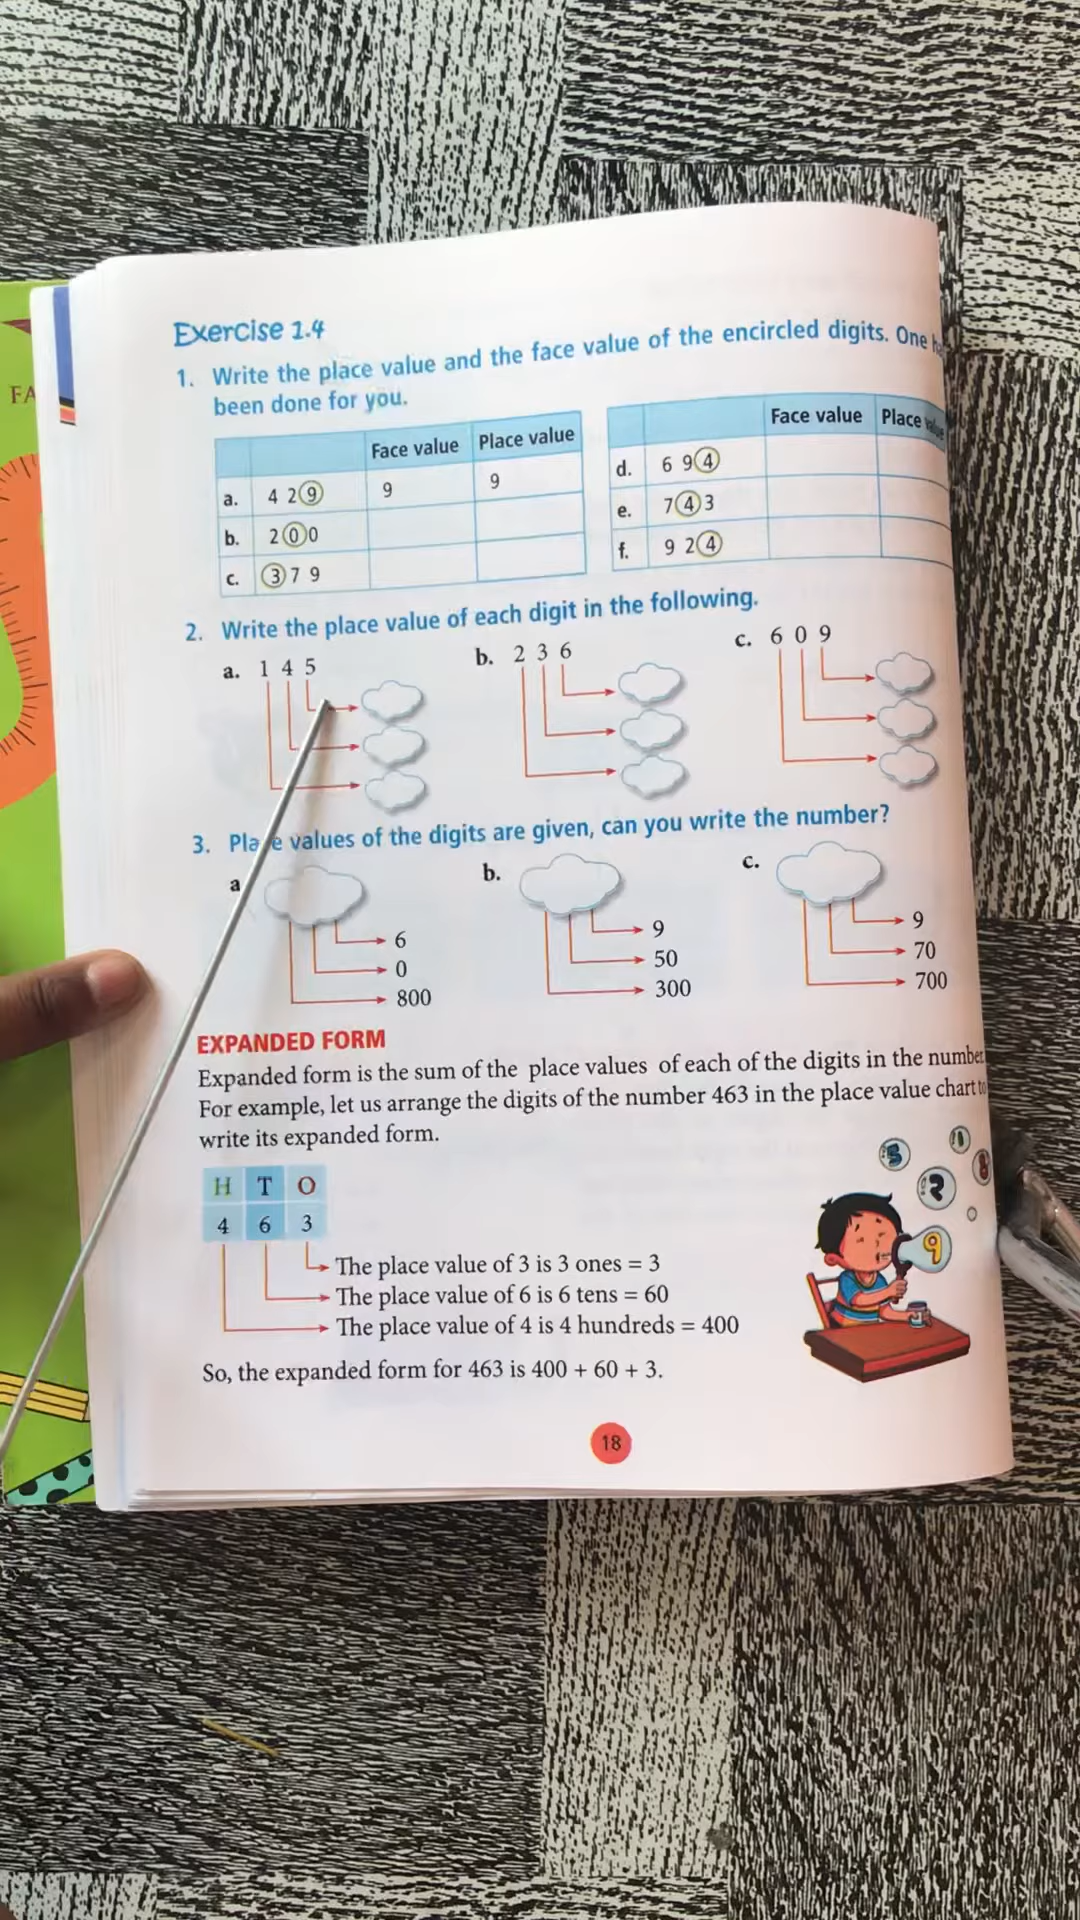 FA
Exercise 1.4
1. Write the place value and the face value of the encircled digits. One
been done for you.
Face value Place value
a. 4 2 9 9 9
b. 2 0 0
c. 3 7 9
Face value Place value
d. 6 9 4
e. 7 4 3
f. 9 2 4
2. Write the place value of each digit in the following.
a. 1 4 5
b. 2 3 6
c. 6 0 9
3. Place values of the digits are given, can you write the number?
a
6
0
800
b.
9
50
300
c.
9
70
700
EXPANDED FORM
Expanded form is the sum of the place values of each of the digits in the number
For example, let us arrange the digits of the number 463 in the place value chart to
write its expanded form.
H T O
4 6 3
The place value of 3 is 3 ones = 3
The place value of 6 is 6 tens = 60
The place value of 4 is 4 hundreds = 400
So, the expanded form for 463 is 400 + 60 + 3.
5
2
9
18